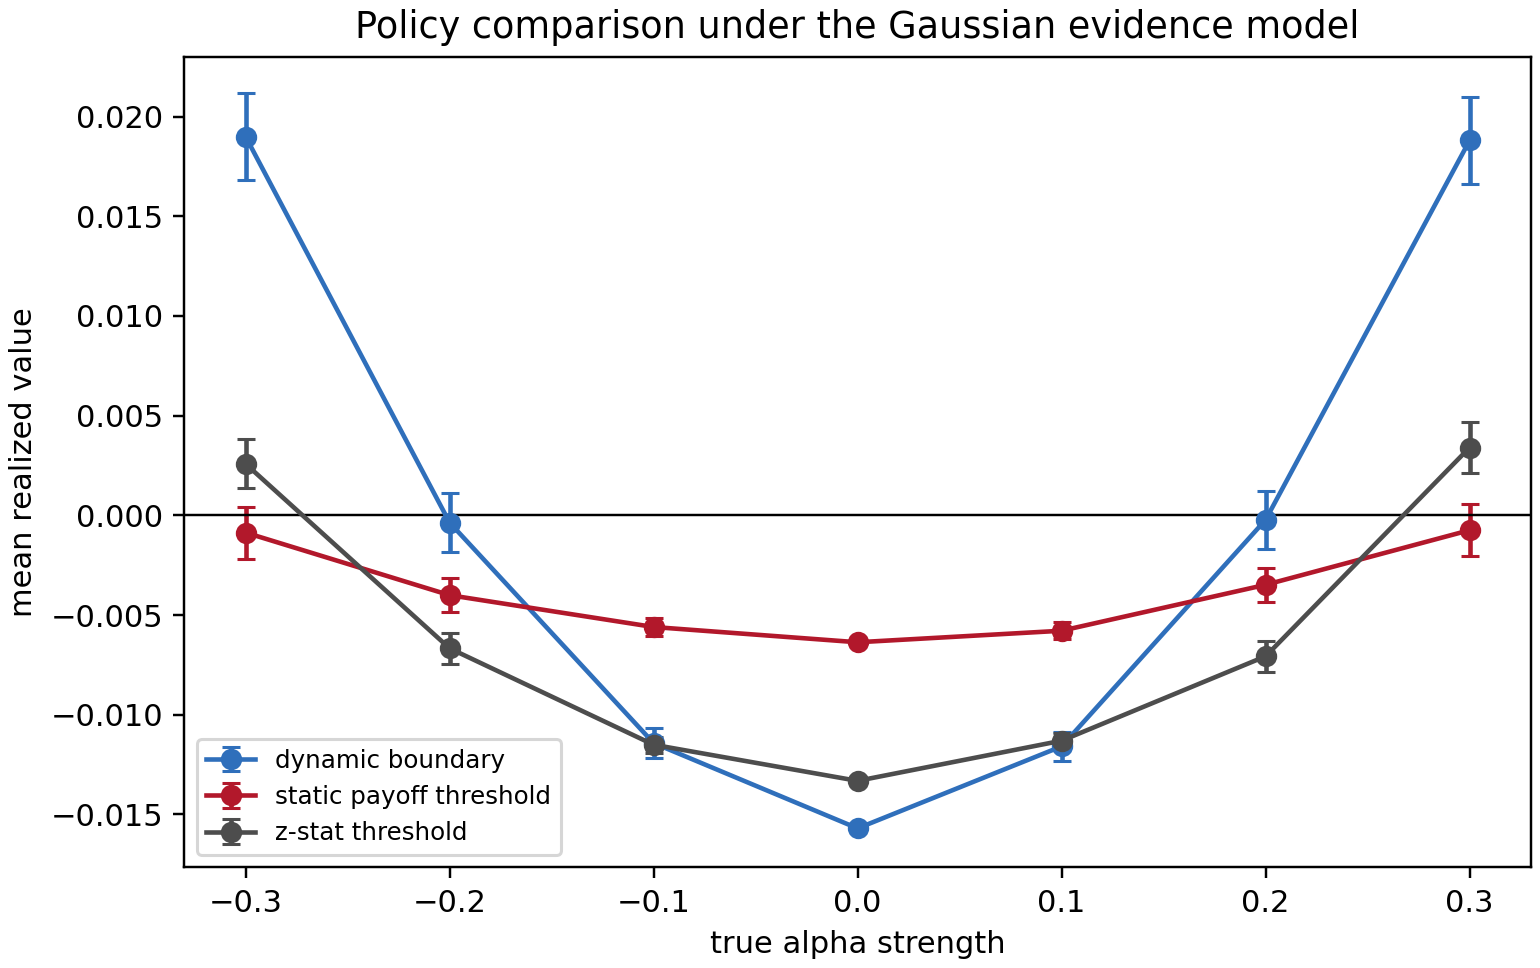 Policy comparison under the Gaussian evidence model
mean realized value
0.020
0.015
0.010
0.005
0.000
−0.005
−0.010
−0.015
dynamic boundary
static payoff threshold
z-stat threshold
−0.3
−0.2
−0.1
0.0
0.1
0.2
0.3
true alpha strength